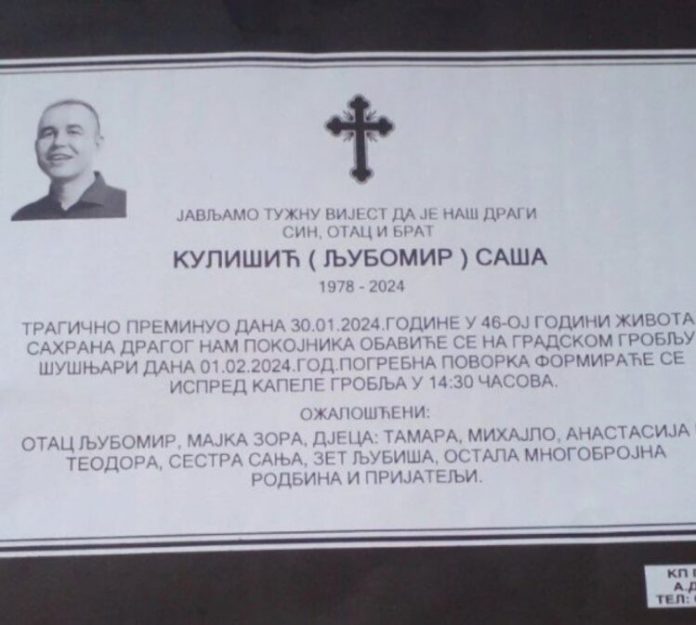 ЈАВЉАМО ТУЖНУ ВИЈЕСТ ДА ЈЕ НАШ ДРАГИ
СИН, ОТАЦ И БРАТ
КУЛИШИЋ ( ЉУБОМИР ) САША
1978 - 2024
ТРАГИЧНО ПРЕМИНУО ДАНА 30.01.2024.ГОДИНЕ У 46-ОЈ ГОДИНИ ЖИВОТА
САХРАНА ДРАГОГ НАМ ПОКОЈНИКА ОБАВИЋЕ СЕ НА ГРАДСКОМ ГРОБЉУ
ШУШЊАРИ ДАНА 01.02.2024.ГОД.ПОГРЕБНА ПОВОРКА ФОРМИРАЋЕ СЕ
ИСПРЕД КАПЕЛЕ ГРОБЉА У 14:30 ЧАСОВА.
ОЖАЛОШЋЕНИ:
ОТАЦ ЉУБОМИР, МАЈКА ЗОРА, ДЈЕЦА: ТАМАРА, МИХАЈЛО, АНАСТАСИЈА
ТЕОДОРА, СЕСТРА САЊА, ЗЕТ ЉУБИША, ОСТАЛА МНОГОБРОЈНА
РОДБИНА И ПРИЈАТЕЉИ.
КП
А.Д
ТЕЛ: